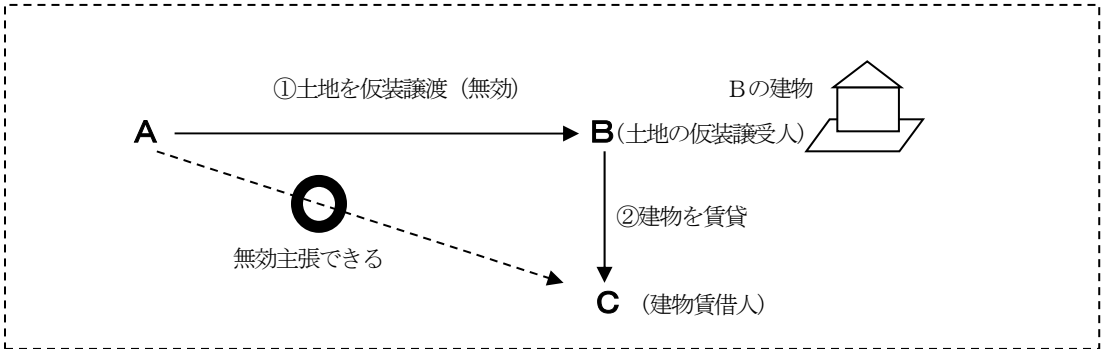 ①土地を仮装譲渡(無効)
Bの建物
A
B(土地の仮装譲受人)
②建物を賃貸
無効主張できる
C (建物賃借人)